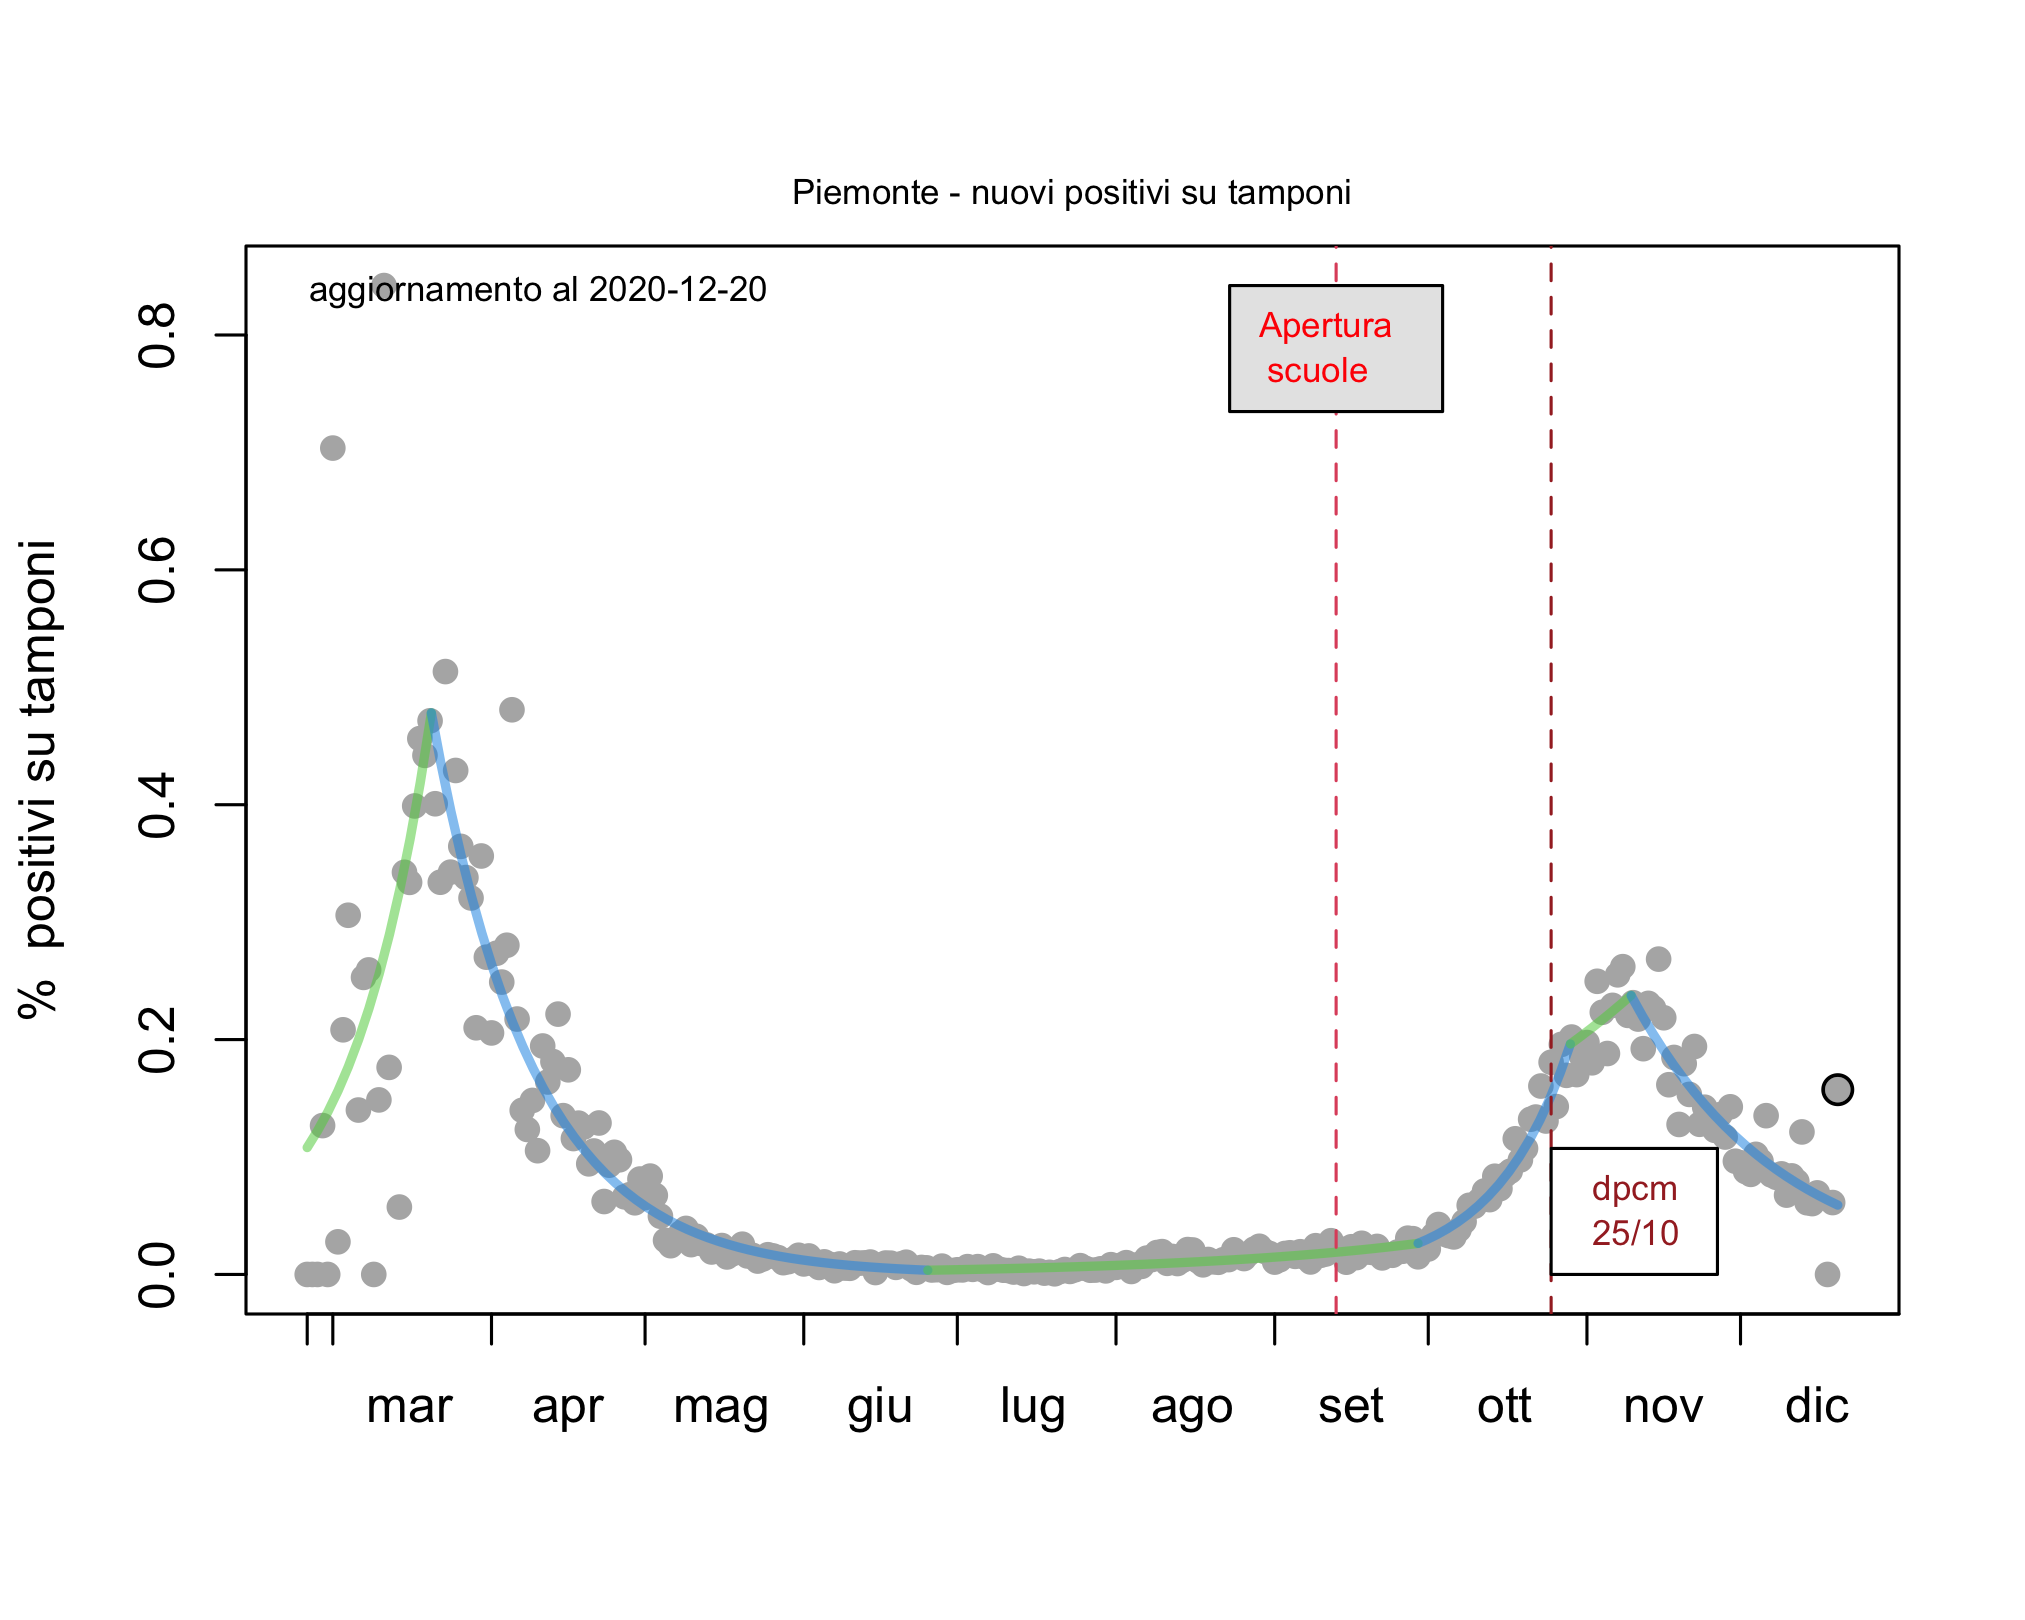 Piemonte - nuovi positivi su tamponi
aggiornamento al 2020-12-20
Apertura
scuole
% positivi su tamponi
0.8
0.6
0.4
0.2
0.0
dpcm
25/10
mar apr mag giu lug ago set ott nov dic